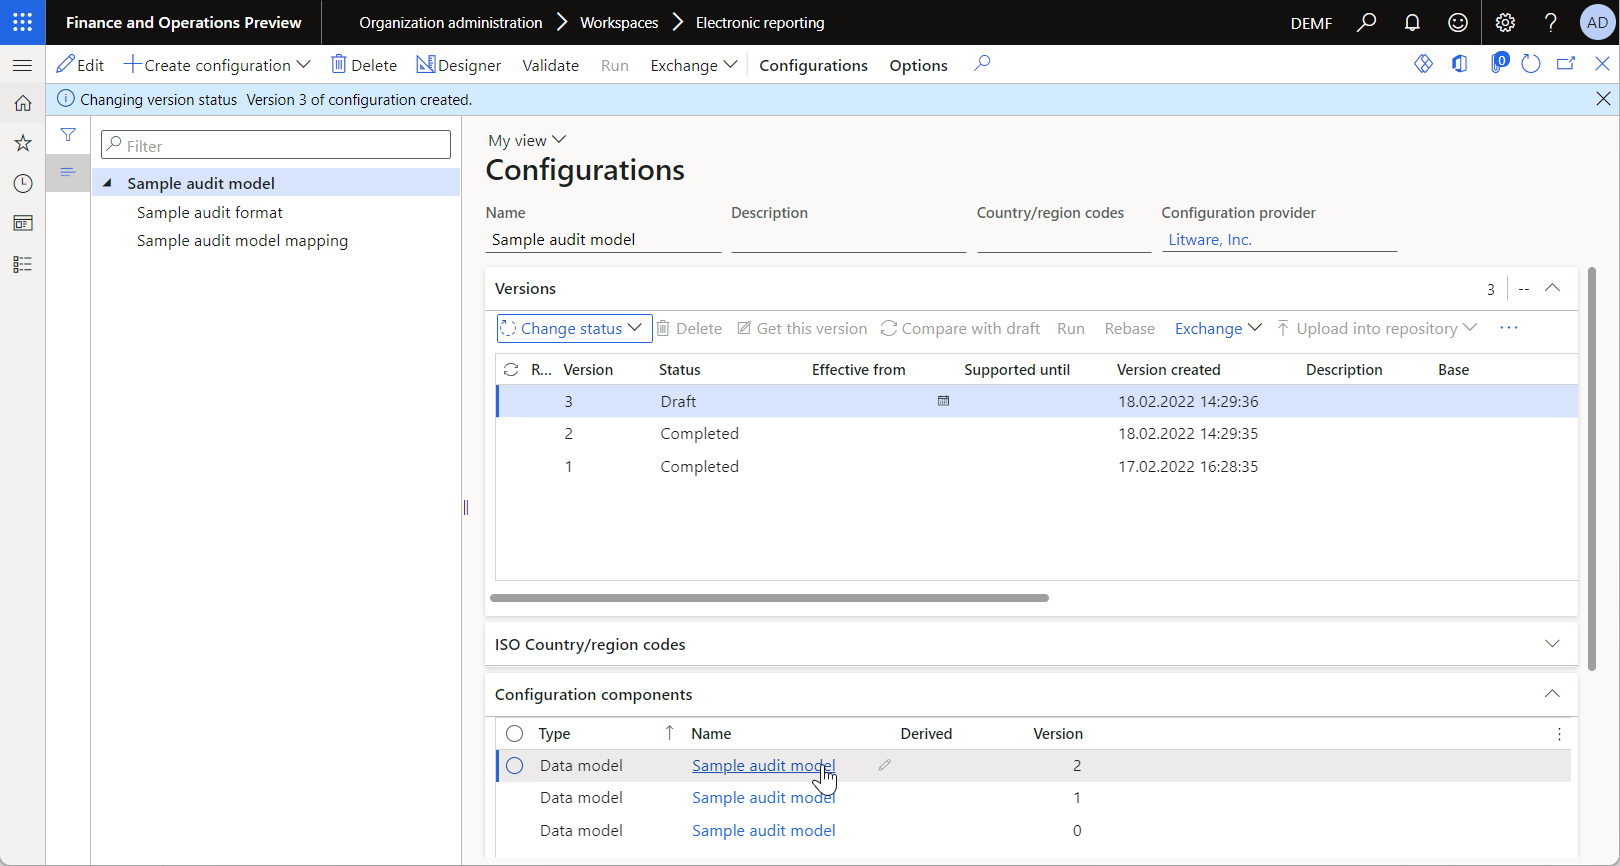 Finance and Operations Preview Organization administration Workspaces Electronic reporting DEMF AD
Edit Create configuration Delete Designer Validate Run Exchange Configurations Options 0
Changing version status Version 3 of configuration created.
Filter
Sample audit model
Sample audit format
Sample audit model mapping
My view
Configurations
Name Description Country/region codes Configuration provider
Sample audit model Litware, Inc.
Versions 3 --
Change status Delete Get this version Compare with draft Run Rebase Exchange Upload into repository ...
R... Version Status Effective from Supported until Version created Description Base
3 Draft 18.02.2022 14:29:36
2 Completed 18.02.2022 14:29:35
1 Completed 17.02.2022 16:28:35
ISO Country/region codes
Configuration components
Type Name Derived Version
Data model Sample audit model 2
Data model Sample audit model 1
Data model Sample audit model 0